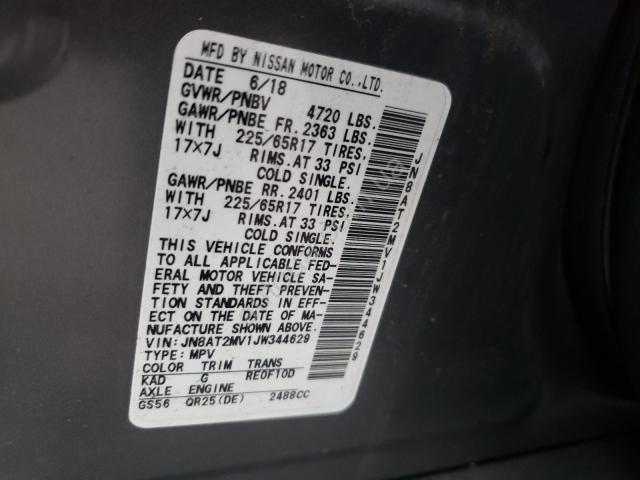 MFD BY NISSAN MOTOR CO.,LTD.
DATE 6/18
GVWR/PNBV 4720 LBS.
GAWR/PNBE FR. 2363 LBS.
WITH 225/65R17 TIRES,
17x7J RIMS.AT 33 PSI
COLD SINGLE.
GAWR/PNBE RR. 2401 LBS.
WITH 225/65R17 TIRES,
17x7J RIMS.AT 33 PSI
COLD SINGLE.
THIS VEHICLE CONFORMS
TO ALL APPLICABLE FED-
ERAL MOTOR VEHICLE SA-
FETY AND THEFT PREVEN-
TION STANDARDS IN EFF-
ECT ON THE DATE OF MA-
NUFACTURE SHOWN ABOVE.
VIN: JN8AT2MV1JW344629
TYPE: MPV
COLOR TRIM TRANS
KAD G RE0F10D
AXLE ENGINE
GS56 QR25(DE) 2488CC
JN8AT2MV1JW344629